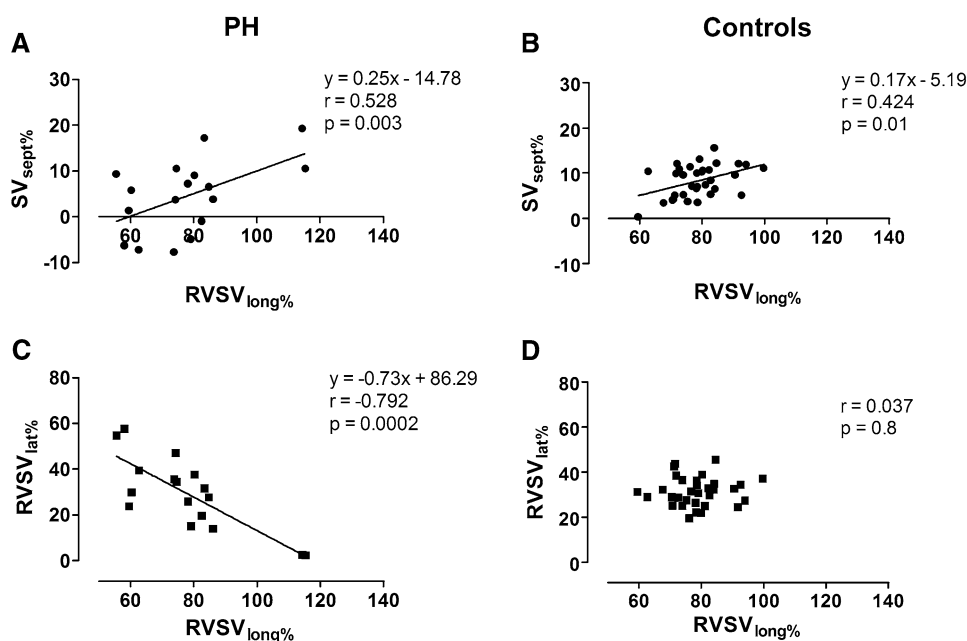 PH
Controls
A
y = 0.25x - 14.78
r = 0.528
p = 0.003
30
20
10
0
-10
60 80 100 120 140
SVsept%
RVSVlong%
B
y = 0.17x - 5.19
r = 0.424
p = 0.01
30
20
10
0
-10
60 80 100 120 140
SVsept%
RVSVlong%
C
y = -0.73x + 86.29
r = -0.792
p = 0.0002
80
60
40
20
0
60 80 100 120 140
RVSVlat%
RVSVlong%
D
r = 0.037
p = 0.8
80
60
40
20
0
60 80 100 120 140
RVSVlat%
RVSVlong%